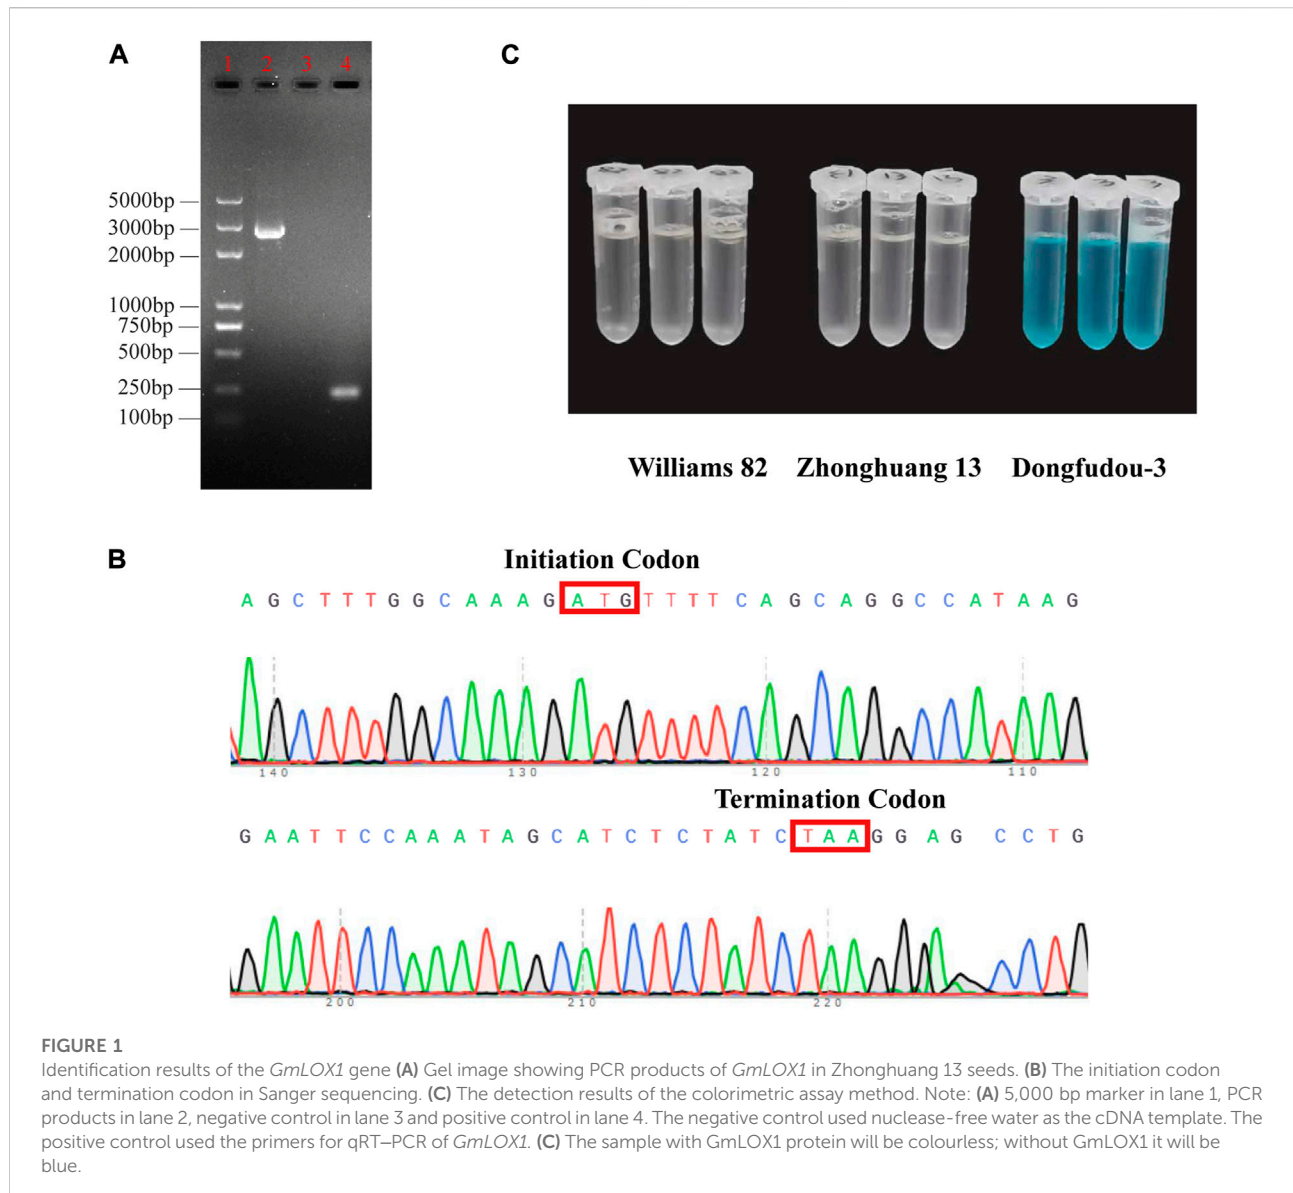 A
1 2 3 4
5000bp
3000bp
2000bp
1000bp
750bp
500bp
250bp
100bp
C
Williams 82 Zhonghuang 13 Dongfudou-3
B
Initiation Codon
A G C T T T G G C A A A G A T G T T T T C A G C A G G C C A T A A G
140 130 120 110
Termination Codon
G A A T T C C A A A T A G C A T C T C T A T C T A A G G A G C C T G
200 210 220
FIGURE 1
Identification results of the GmLOX1 gene (A) Gel image showing PCR products of GmLOX1 in Zhonghuang 13 seeds. (B) The initiation codon
and termination codon in Sanger sequencing. (C) The detection results of the colorimetric assay method. Note: (A) 5,000 bp marker in lane 1, PCR
products in lane 2, negative control in lane 3 and positive control in lane 4. The negative control used nuclease-free water as the cDNA template. The
positive control used the primers for qRT–PCR of GmLOX1. (C) The sample with GmLOX1 protein will be colourless; without GmLOX1 it will be
blue.